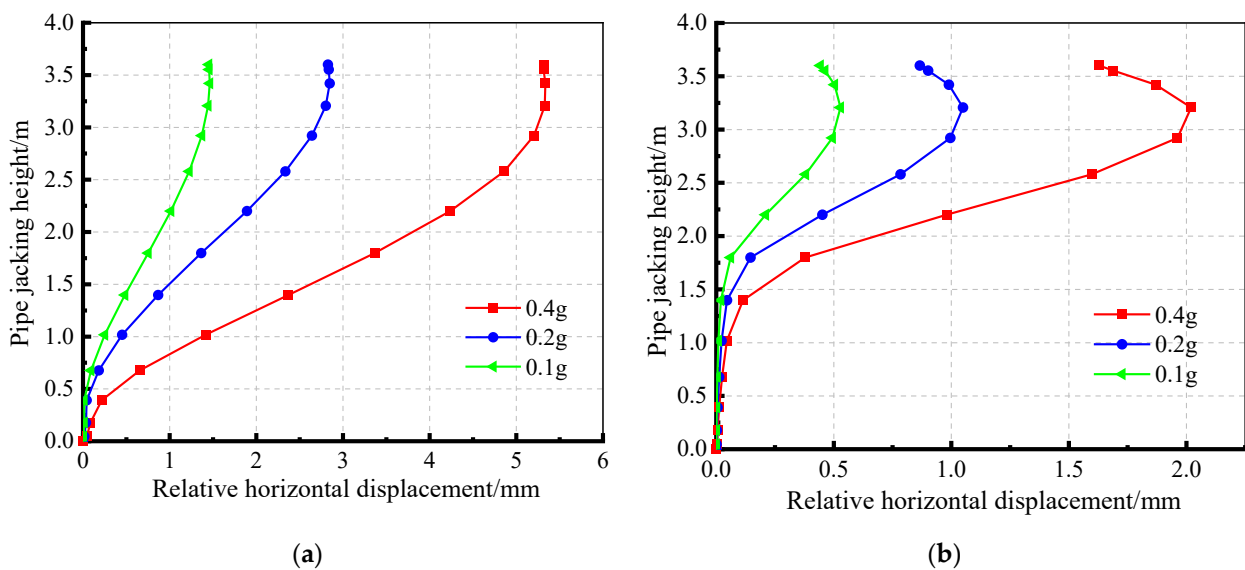 4.0
3.5
3.0
2.5
2.0
1.5
1.0
0.5
0.0
Pipe jacking height/m
0.4g
0.2g
0.1g
0 1 2 3 4 5 6
Relative horizontal displacement/mm
(a)
4.0
3.5
3.0
2.5
2.0
1.5
1.0
0.5
0.0
Pipe jacking height/m
0.4g
0.2g
0.1g
0.0 0.5 1.0 1.5 2.0
Relative horizontal displacement/mm
(b)